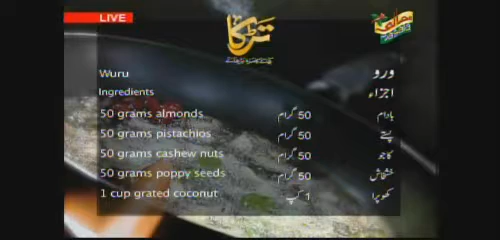 LIVE
تڑکا
Wuru ورو
Ingredients اجزاء
50 grams almonds 50 گرام بادام
50 grams pistachios 50 گرام پستے
50 grams cashew nuts 50 گرام کاجو
50 grams poppy seeds 50 گرام خشخاش
1 cup grated coconut 1 کپ کھوپرا